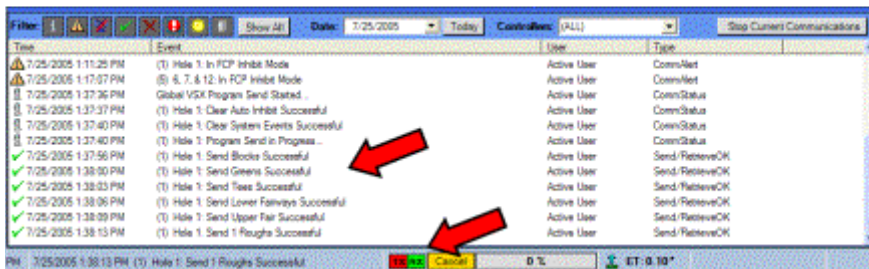 Filter: Show All Date: 7/25/2005 Today Controllers: (ALL) Stop Current Communications
Time Event User Type
7/25/2005 1:11:25 PM (1) Hole 1: In FCP Inhibit Mode Active User CommAlert
7/25/2005 1:17:07 PM (5) 6, 7, & 12: In FCP Inhibit Mode Active User CommAlert
7/25/2005 1:37:36 PM Global VSX Program Send Started... Active User CommStatus
7/25/2005 1:37:37 PM (1) Hole 1: Clear Auto Inhibit Successful Active User CommStatus
7/25/2005 1:37:40 PM (1) Hole 1: Clear System Events Successful Active User CommStatus
7/25/2005 1:37:40 PM (1) Hole 1: Program Send in Progress... Active User CommStatus
7/25/2005 1:37:56 PM (1) Hole 1: Send Blocks Successful Active User Send/RetrieveOK
7/25/2005 1:38:00 PM (1) Hole 1: Send Greens Successful Active User Send/RetrieveOK
7/25/2005 1:38:03 PM (1) Hole 1: Send Tees Successful Active User Send/RetrieveOK
7/25/2005 1:38:06 PM (1) Hole 1: Send Lower Fairways Successful Active User Send/RetrieveOK
7/25/2005 1:38:09 PM (1) Hole 1: Send Upper Fair Successful Active User Send/RetrieveOK
7/25/2005 1:38:13 PM (1) Hole 1: Send 1 Roughs Successful Active User Send/RetrieveOK
PM 7/25/2005 1:38:13 PM (1) Hole 1: Send 1 Roughs Successful TX RX Cancel 0 % ET: 0.10"